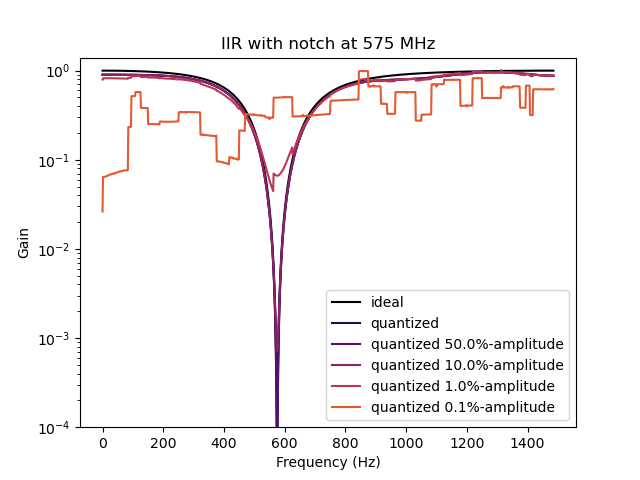 IIR with notch at 575 MHz
Gain
10⁰
10⁻¹
10⁻²
10⁻³
10⁻⁴
ideal
quantized
quantized 50.0%-amplitude
quantized 10.0%-amplitude
quantized 1.0%-amplitude
quantized 0.1%-amplitude
0 200 400 600 800 1000 1200 1400
Frequency (Hz)